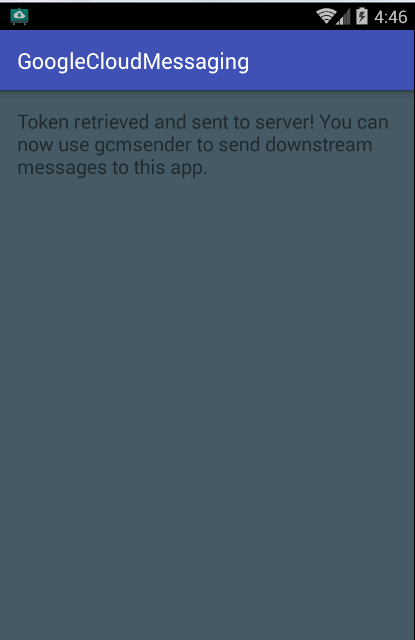 4:46
GoogleCloudMessaging
Token retrieved and sent to server! You can
now use gcmsender to send downstream
messages to this app.